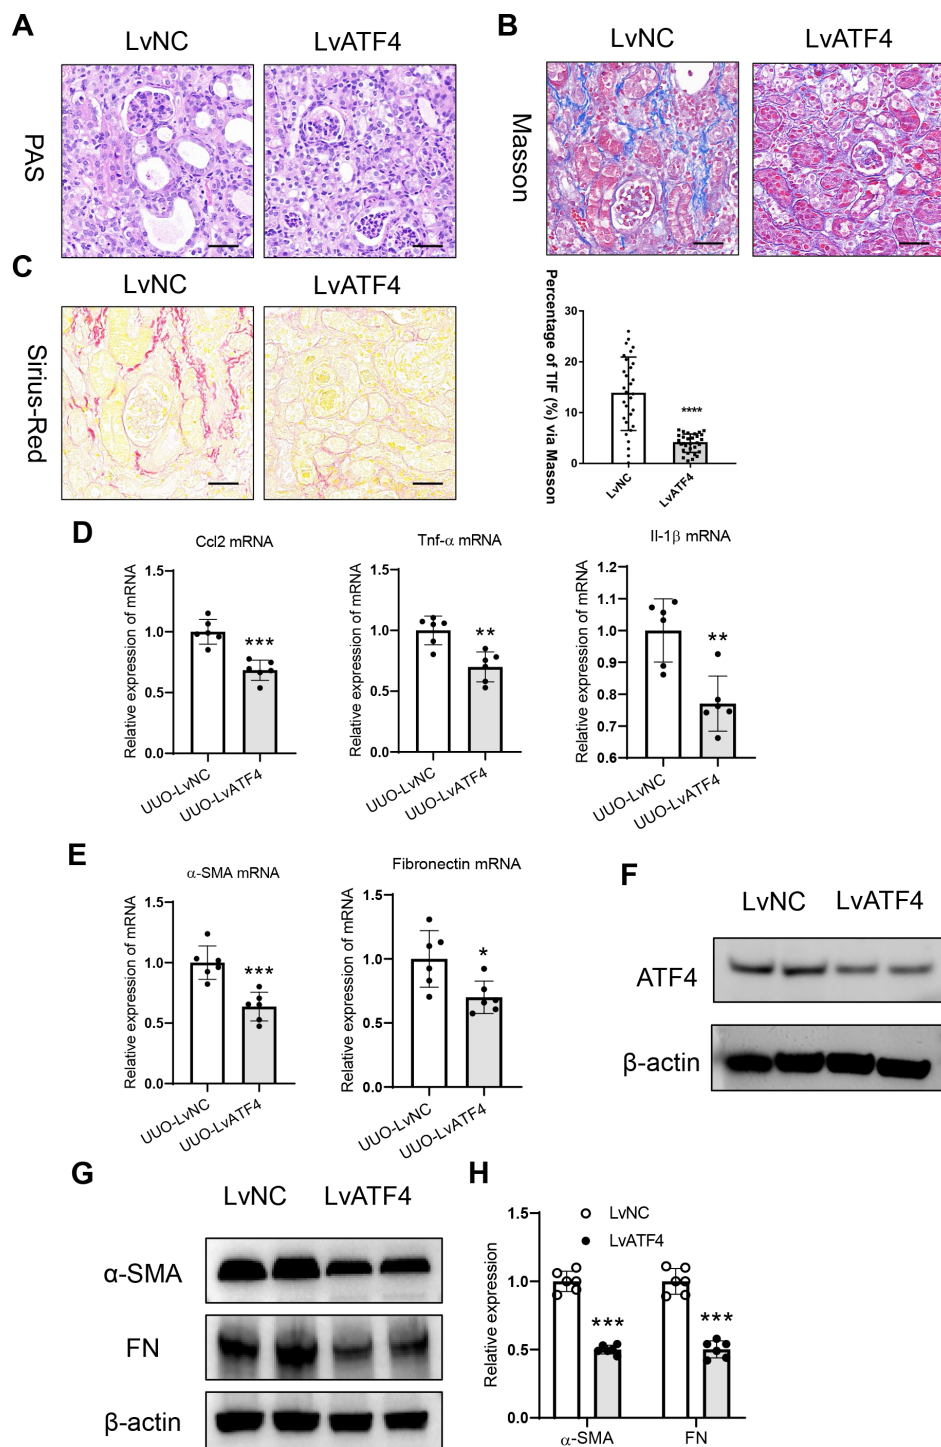 A
LvNC LvATF4
PAS
B
LvNC LvATF4
Masson
Percentage of TIF (%) via Masson
30
20
10
0
****
LvNC
LvATF4
C
LvNC LvATF4
Sirius-Red
D
Ccl2 mRNA
Relative expression of mRNA
1.5
1.0
0.5
0.0
***
UUO-LvNC
UUO-LvATF4
Tnf-α mRNA
Relative expression of mRNA
1.5
1.0
0.5
0.0
**
UUO-LvNC
UUO-LvATF4
Il-1β mRNA
Relative expression of mRNA
1.2
1.1
1.0
0.9
0.8
0.7
0.6
**
UUO-LvNC
UUO-LvATF4
E
α-SMA mRNA
Relative expression of mRNA
1.5
1.0
0.5
0.0
***
UUO-LvNC
UUO-LvATF4
Fibronectin mRNA
Relative expression of mRNA
1.5
1.0
0.5
0.0
*
UUO-LvNC
UUO-LvATF4
F
LvNC LvATF4
ATF4
β-actin
G
LvNC LvATF4
α-SMA
FN
β-actin
H
Relative expression
1.5
1.0
0.5
0.0
LvNC
LvATF4
***
***
α-SMA
FN